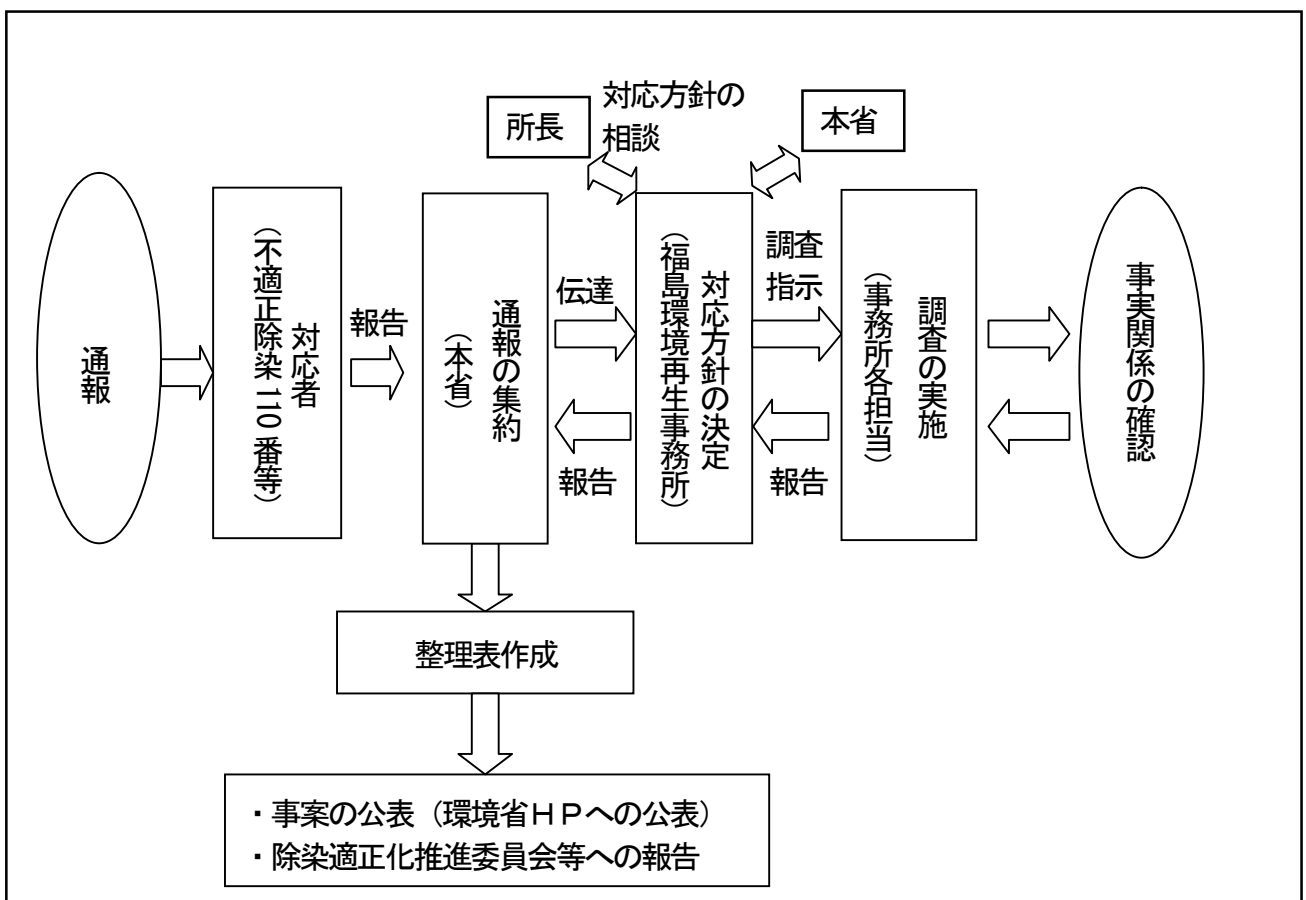 所長
対応方針の
相談
本省
通報
対応者
（不適正除染110番等）
報告
通報の集約
（本省）
伝達
報告
対応方針の決定
（福島環境再生事務所）
調査
指示
報告
調査の実施
（事務所各担当）
事実関係の確認
整理表作成
・事案の公表（環境省ＨＰへの公表）
・除染適正化推進委員会等への報告